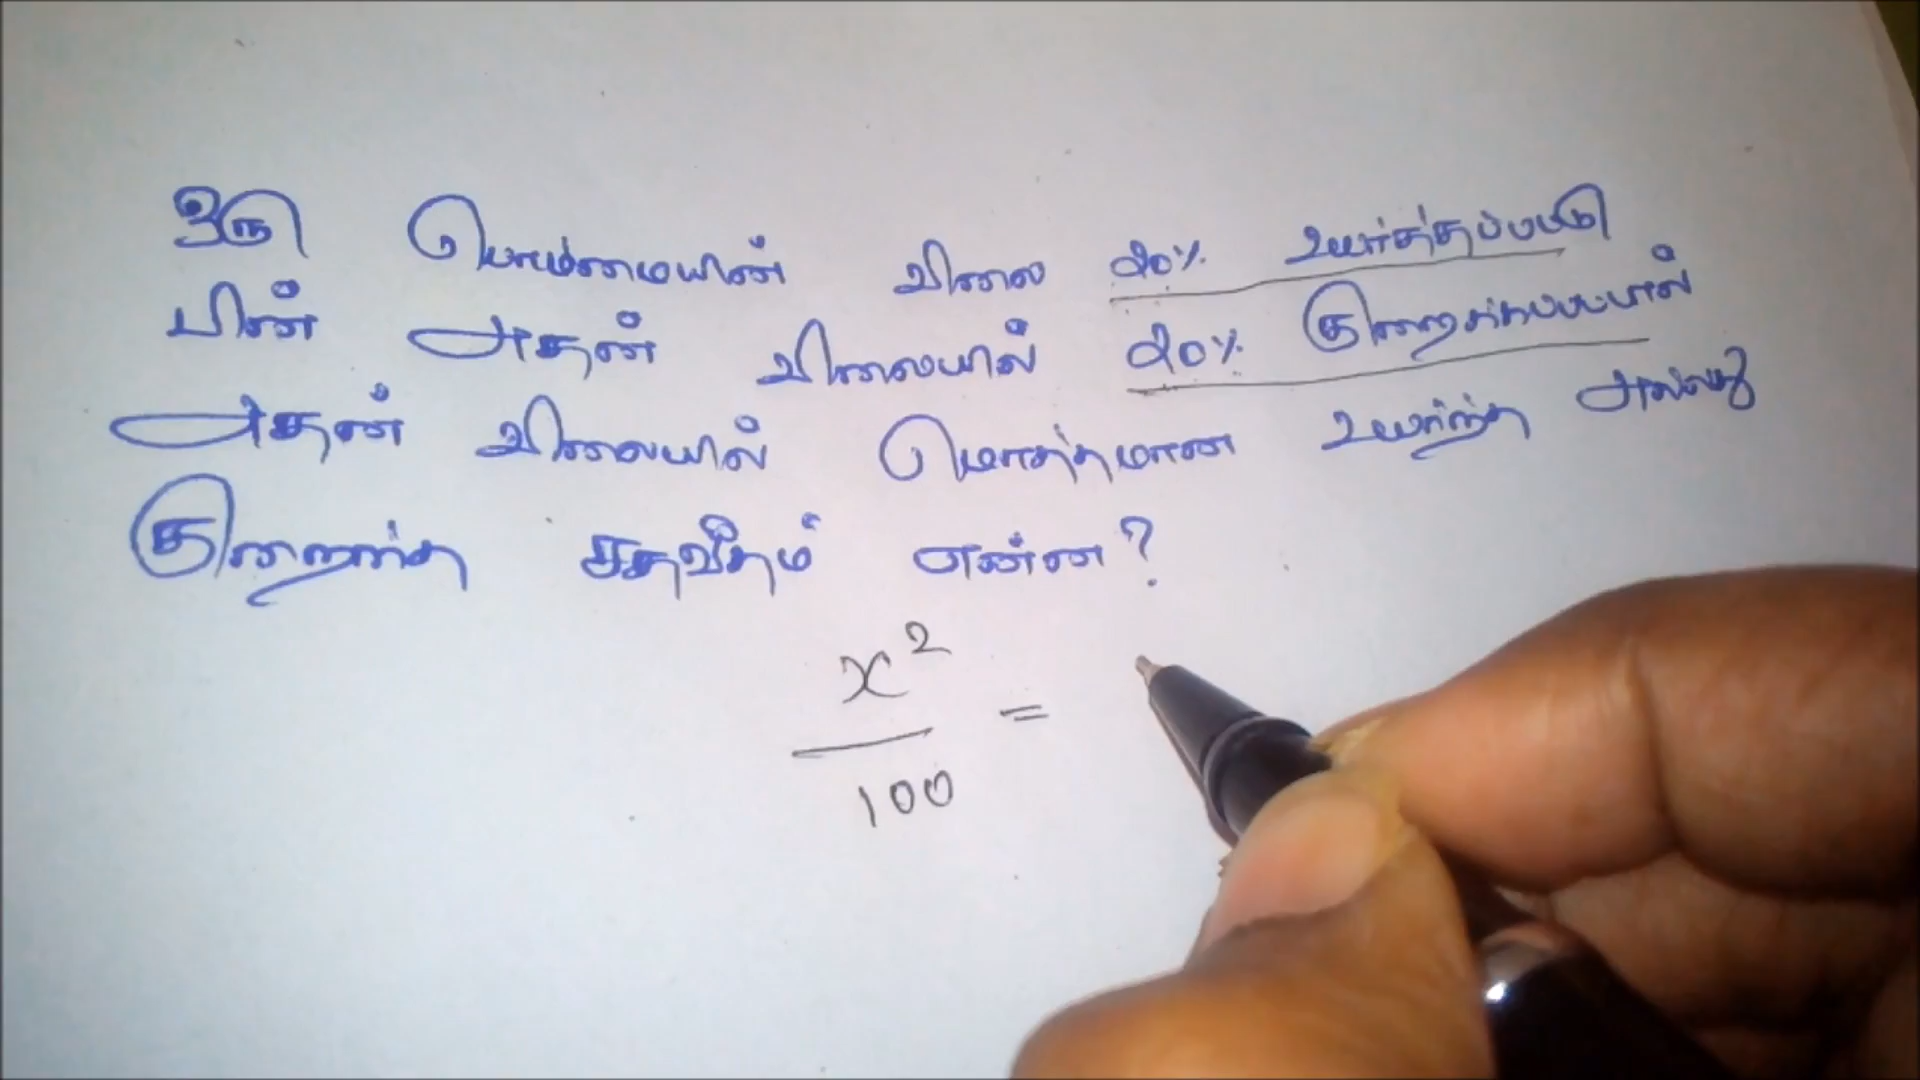 ஒரு பொம்மையின் விலை 20% உயர்த்தப்பட்டு
பின் அதன் விலையில் 20% குறைக்கப்பட்டால்
அதன் விலையில் மொத்தமான உயர்ந்த அல்லது
குறைந்த சதவீதம் என்ன?
x²
100 =